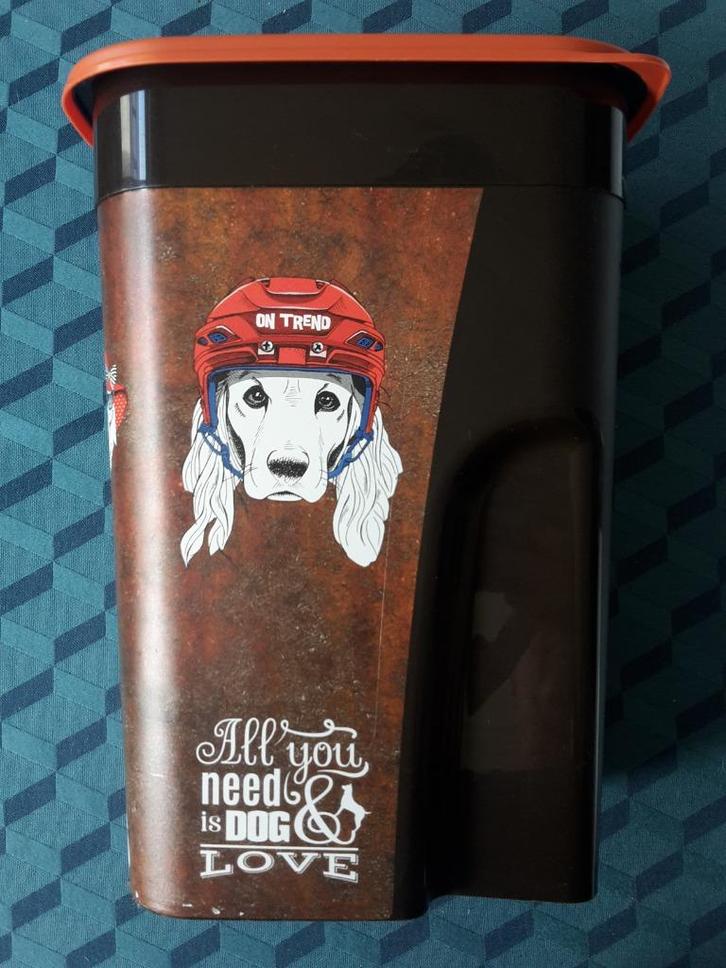 ON TREND
All you
need &
is DOG
LOVE